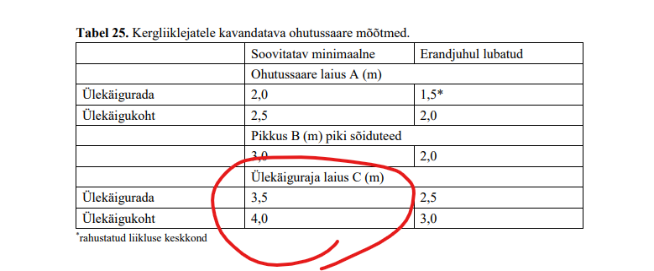 Tabel 25. Kergliiklejatele kavandatava ohutussaare mõõtmed.
Soovitatav minimaalne Erandjuhul lubatud
Ohutussaare laius A (m)
Ülekäigurada 2,0 1,5*
Ülekäigukoht 2,5 2,0
Pikkus B (m) piki sõiduteed
3,0 2,0
Ülekäiguraja laius C (m)
Ülekäigurada 3,5 2,5
Ülekäigukoht 4,0 3,0
*rahustatud liikluse keskkond